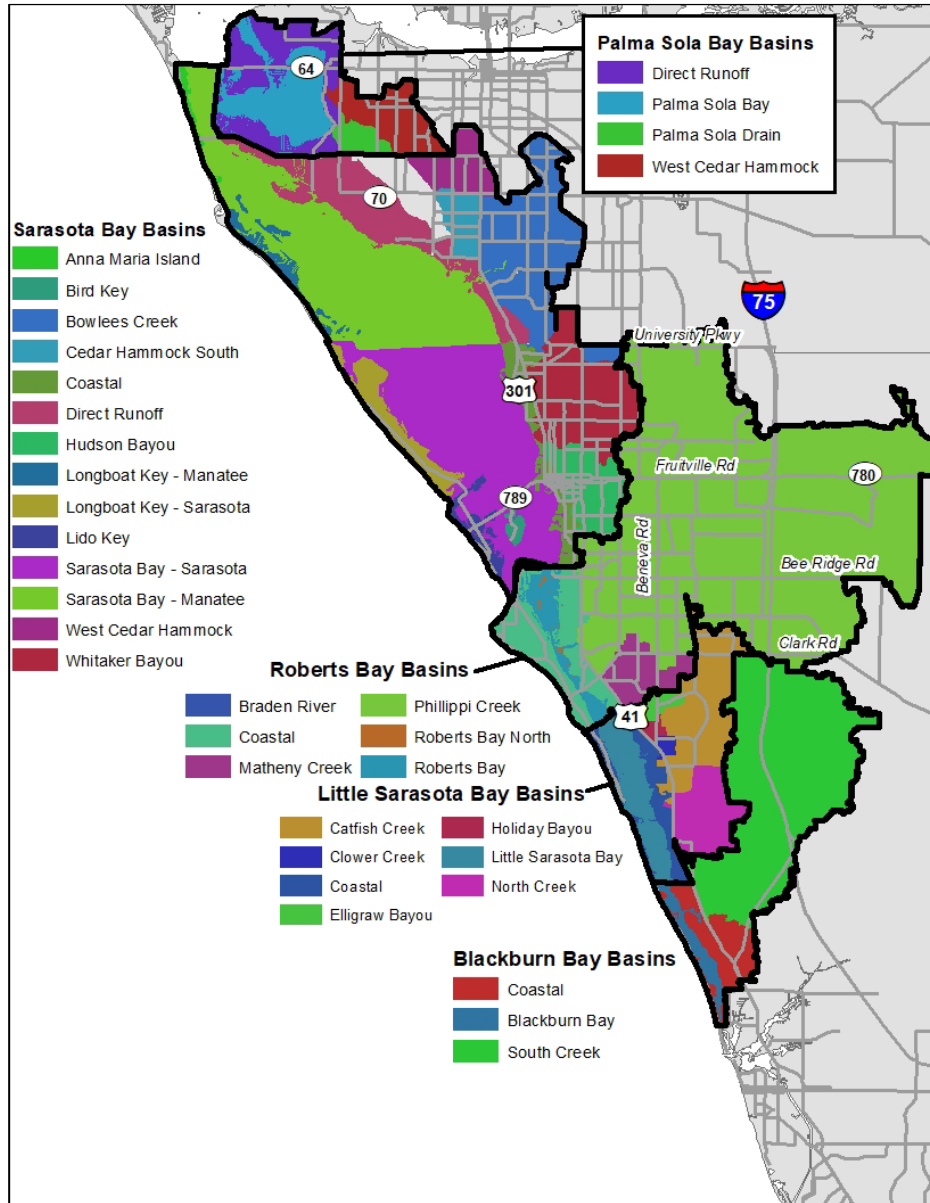 Palma Sola Bay Basins
Direct Runoff
Palma Sola Bay
Palma Sola Drain
West Cedar Hammock
64
70
75
Sarasota Bay Basins
Anna Maria Island
Bird Key
Bowlees Creek
Cedar Hammock South
Coastal
Direct Runoff
Hudson Bayou
Longboat Key - Manatee
Longboat Key - Sarasota
Lido Key
Sarasota Bay - Sarasota
Sarasota Bay - Manatee
West Cedar Hammock
Whitaker Bayou
University Pkwy
301
Fruitville Rd
780
789
Beneva Rd
Bee Ridge Rd
Clark Rd
41
Roberts Bay Basins
Braden River
Coastal
Matheny Creek
Phillippi Creek
Roberts Bay North
Roberts Bay
Little Sarasota Bay Basins
Catfish Creek
Clower Creek
Coastal
Elligraw Bayou
Holiday Bayou
Little Sarasota Bay
North Creek
Blackburn Bay Basins
Coastal
Blackburn Bay
South Creek